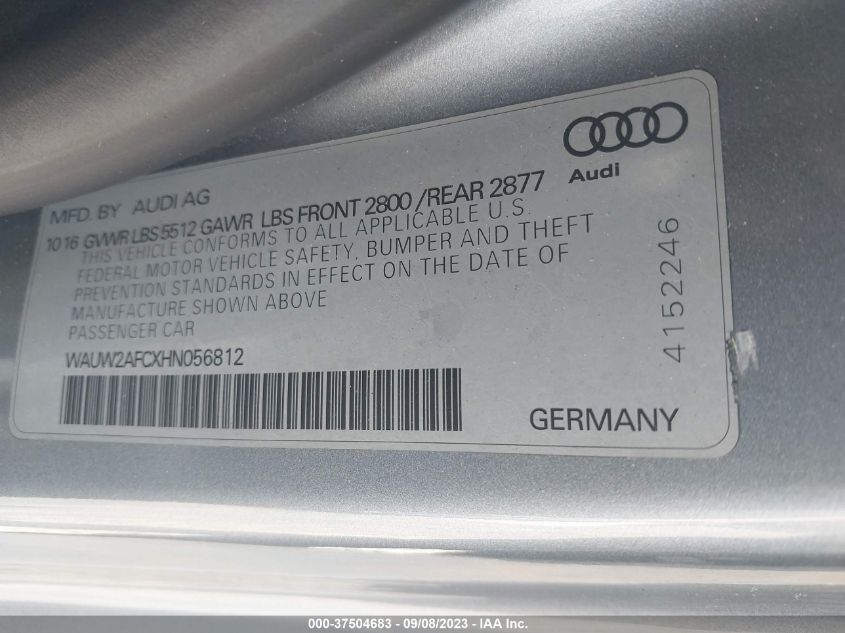 Audi
MFD. BY AUDI AG
10 16 GVWR LBS 5512 GAWR LBS FRONT 2800 /REAR 2877
THIS VEHICLE CONFORMS TO ALL APPLICABLE U.S.
FEDERAL MOTOR VEHICLE SAFETY, BUMPER AND THEFT
PREVENTION STANDARDS IN EFFECT ON THE DATE OF
MANUFACTURE SHOWN ABOVE
PASSENGER CAR
WAUW2AFCXHN056812
GERMANY
4152246
000-37504683 - 09/08/2023 - IAA Inc.